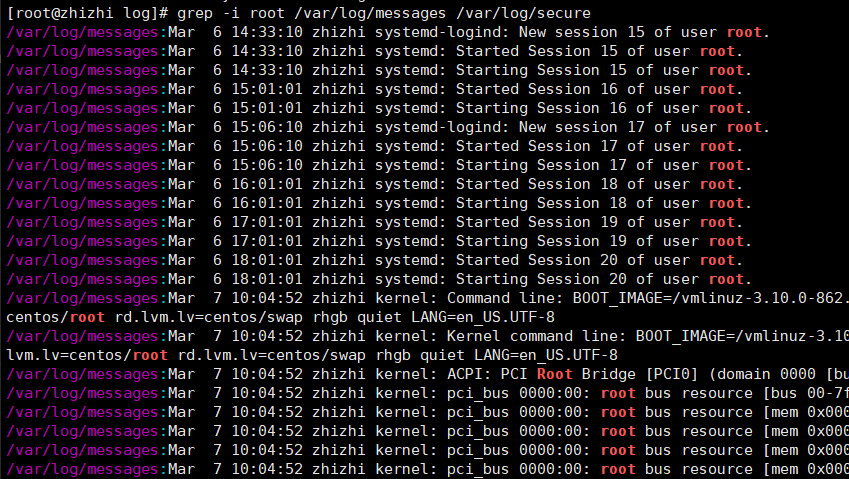 [root@zhizhi log]# grep -i root /var/log/messages /var/log/secure
/var/log/messages:Mar  6 14:33:10 zhizhi systemd-logind: New session 15 of user root.
/var/log/messages:Mar  6 14:33:10 zhizhi systemd: Started Session 15 of user root.
/var/log/messages:Mar  6 14:33:10 zhizhi systemd: Starting Session 15 of user root.
/var/log/messages:Mar  6 15:01:01 zhizhi systemd: Started Session 16 of user root.
/var/log/messages:Mar  6 15:01:01 zhizhi systemd: Starting Session 16 of user root.
/var/log/messages:Mar  6 15:06:10 zhizhi systemd-logind: New session 17 of user root.
/var/log/messages:Mar  6 15:06:10 zhizhi systemd: Started Session 17 of user root.
/var/log/messages:Mar  6 15:06:10 zhizhi systemd: Starting Session 17 of user root.
/var/log/messages:Mar  6 16:01:01 zhizhi systemd: Started Session 18 of user root.
/var/log/messages:Mar  6 16:01:01 zhizhi systemd: Starting Session 18 of user root.
/var/log/messages:Mar  6 17:01:01 zhizhi systemd: Started Session 19 of user root.
/var/log/messages:Mar  6 17:01:01 zhizhi systemd: Starting Session 19 of user root.
/var/log/messages:Mar  6 18:01:01 zhizhi systemd: Started Session 20 of user root.
/var/log/messages:Mar  6 18:01:01 zhizhi systemd: Starting Session 20 of user root.
/var/log/messages:Mar  7 10:04:52 zhizhi kernel: Command line: BOOT_IMAGE=/vmlinuz-3.10.0-862.
centos/root rd.lvm.lv=centos/swap rhgb quiet LANG=en_US.UTF-8
/var/log/messages:Mar  7 10:04:52 zhizhi kernel: Kernel command line: BOOT_IMAGE=/vmlinuz-3.10
lvm.lv=centos/root rd.lvm.lv=centos/swap rhgb quiet LANG=en_US.UTF-8
/var/log/messages:Mar  7 10:04:52 zhizhi kernel: ACPI: PCI Root Bridge [PCI0] (domain 0000 [bu
/var/log/messages:Mar  7 10:04:52 zhizhi kernel: pci_bus 0000:00: root bus resource [bus 00-7f
/var/log/messages:Mar  7 10:04:52 zhizhi kernel: pci_bus 0000:00: root bus resource [mem 0x000
/var/log/messages:Mar  7 10:04:52 zhizhi kernel: pci_bus 0000:00: root bus resource [mem 0x000
/var/log/messages:Mar  7 10:04:52 zhizhi kernel: pci_bus 0000:00: root bus resource [mem 0x000
/var/log/messages:Mar  7 10:04:52 zhizhi kernel: pci_bus 0000:00: root bus resource [mem 0x000